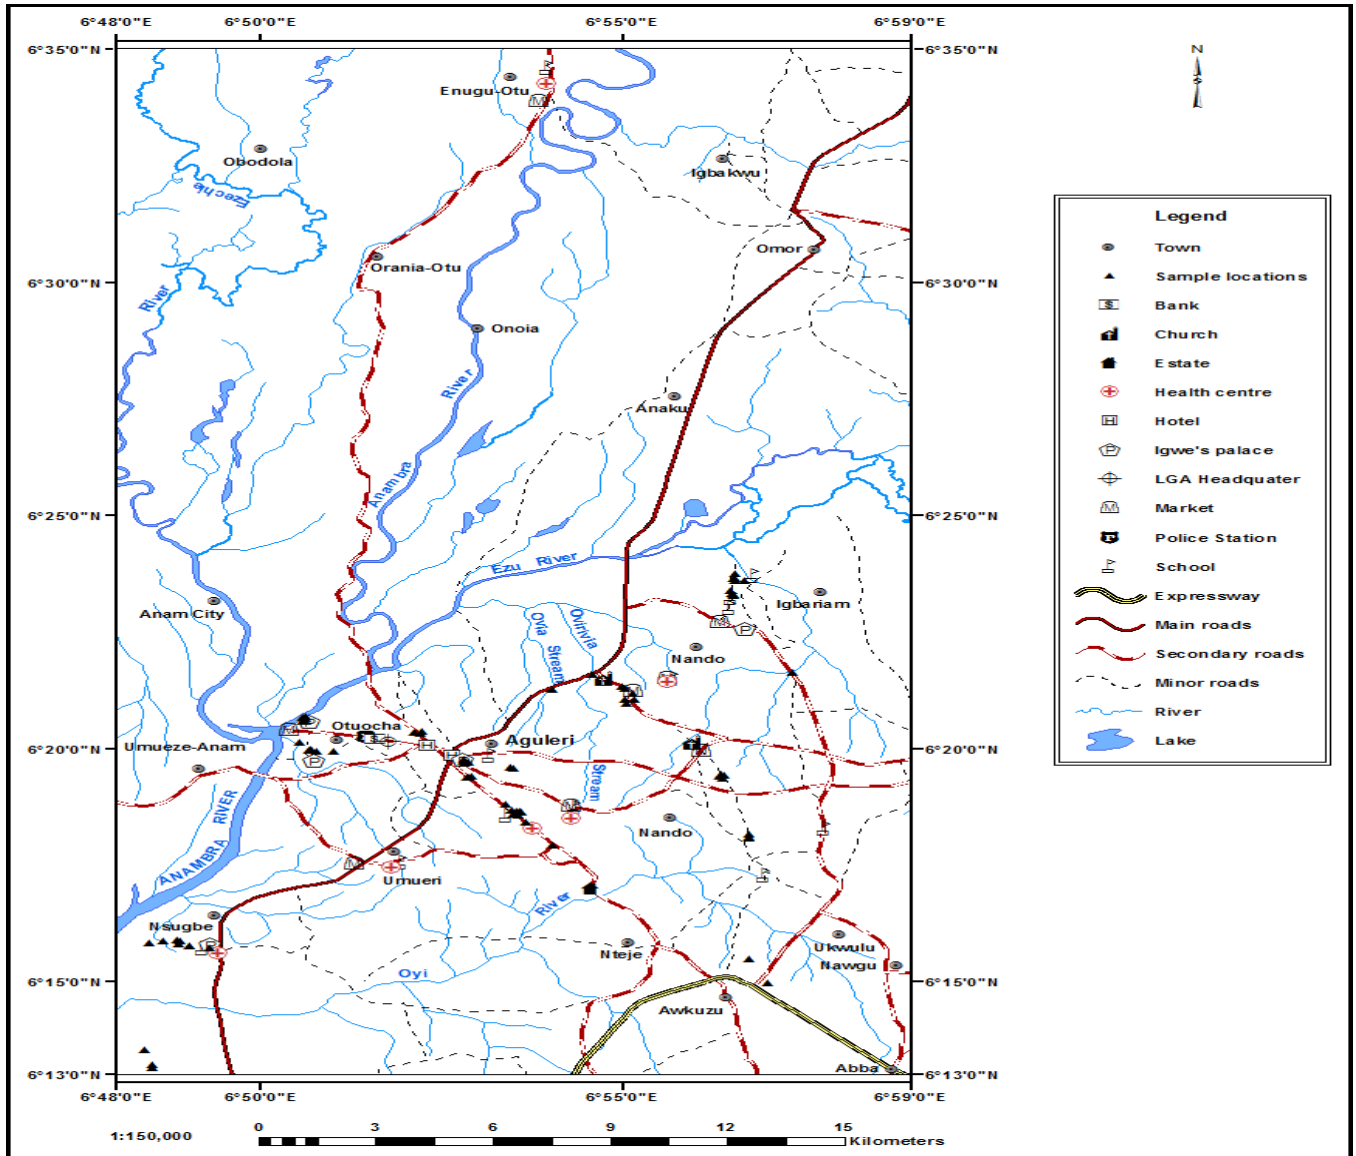 6°48'0"E 6°50'0"E 6°55'0"E 6°59'0"E
6°35'0"N 6°35'0"N
N
Enugu-Otu
Obodola
Igbakwu
Ezechie
Omor
Orania-Otu
6°30'0"N 6°30'0"N
River
Onoia
River
Anaku
Anambra
6°25'0"N 6°25'0"N
Ezu River
Anam City
Igbariam
Ovia
Stream
Ovirivia
Nando
Otuocha
Umueze-Anam
Aguleri
6°20'0"N 6°20'0"N
Stream
ANAMBRA RIVER
Nando
Umueri
River
Nsugbe
Nteje
Ukwulu
Nawgu
Oyi
6°15'0"N 6°15'0"N
Awkuzu
Abba
6°13'0"N 6°13'0"N
6°48'0"E 6°50'0"E 6°55'0"E 6°59'0"E
1:150,000
0 3 6 9 12 15
Kilometers
Legend
Town
Sample locations
$ Bank
Church
Estate
Health centre
H Hotel
P Igwe's palace
LGA Headquater
M Market
Police Station
School
Expressway
Main roads
Secondary roads
Minor roads
River
Lake